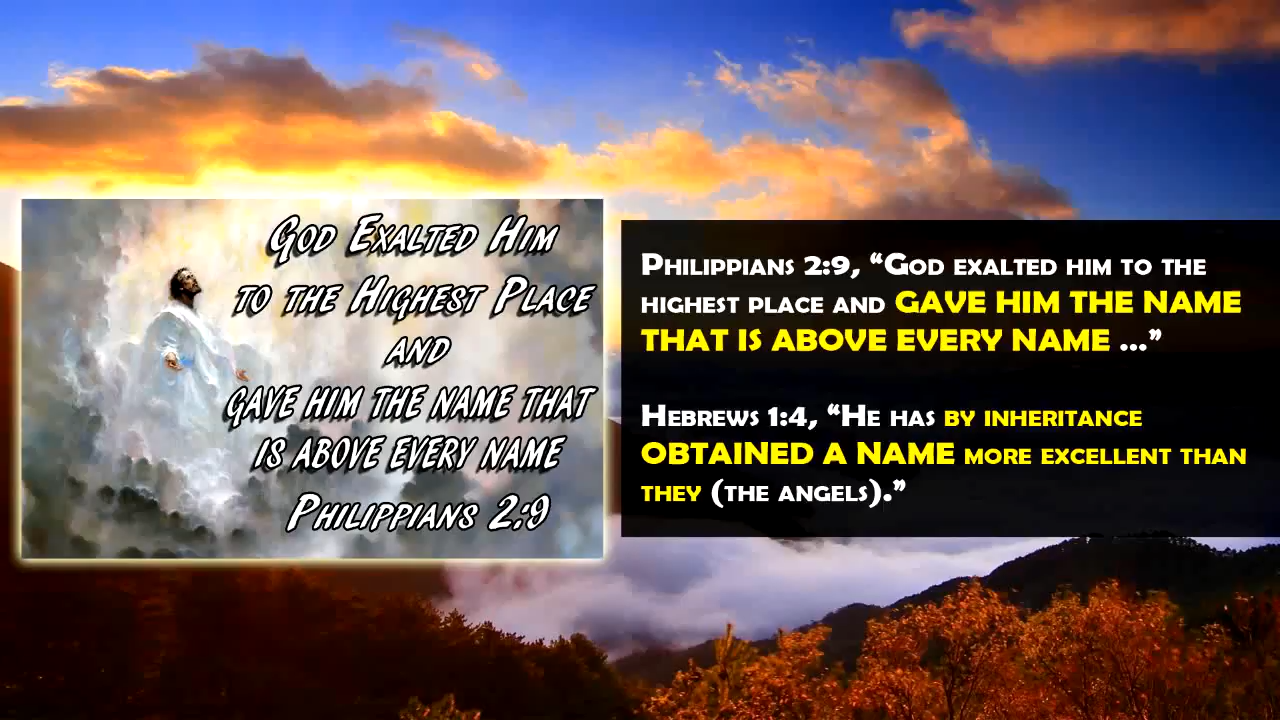 God Exalted Him
to the Highest Place
and
gave him the name that
is above every name
Philippians 2:9
Philippians 2:9, “God exalted him to the
highest place and GAVE HIM THE NAME
THAT IS ABOVE EVERY NAME ...”
Hebrews 1:4, “He has by inheritance
OBTAINED A NAME more excellent than
they (the angels).”